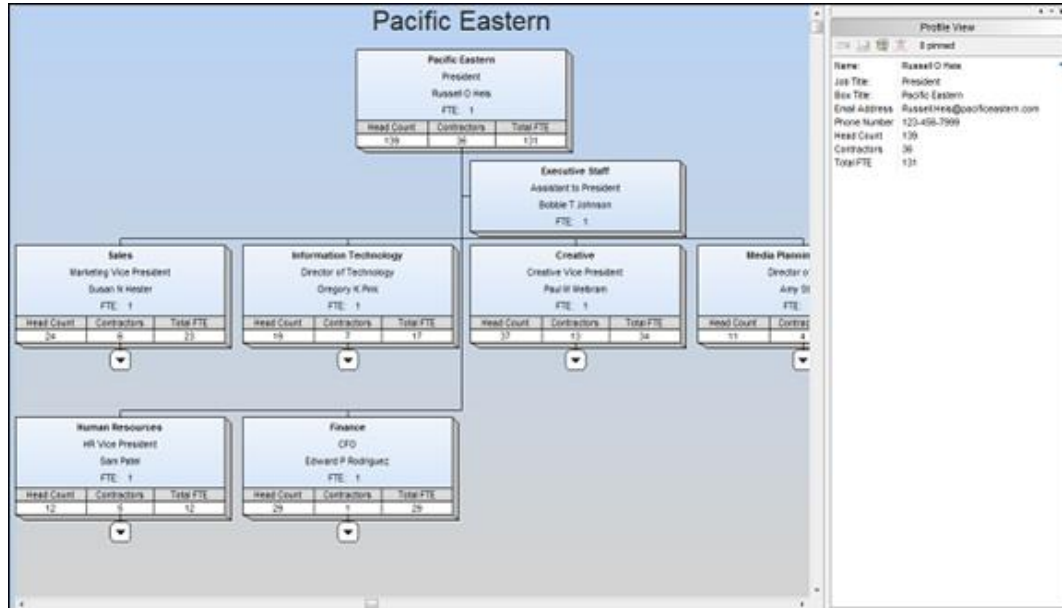 Pacific Eastern
Pacific Eastern
President
Russell O Heis
FTE: 1
Head Count Contractors Total FTE
139 36 131
Executive Staff
Assistant to President
Bobbie T Johnson
FTE: 1
Sales
Marketing Vice President
Susan N Hester
FTE: 1
Head Count Contractors Total FTE
24 6 23
Information Technology
Director of Technology
Gregory K Pink
FTE: 1
Head Count Contractors Total FTE
19 7 17
Creative
Creative Vice President
Paul M Webram
FTE: 1
Head Count Contractors Total FTE
37 13 34
Media Plannin
Director o
Amy St
FTE:
Head Count Contrac
11 4
Human Resources
HR Vice President
Sam Patel
FTE: 1
Head Count Contractors Total FTE
12 5 12
Finance
CFO
Edward P Rodriguez
FTE: 1
Head Count Contractors Total FTE
29 1 29
Profile View
0 pinned
Name: Russell O Heis
Job Title: President
Box Title: Pacific Eastern
Email Address RussellHeis@pacificeastern.com
Phone Number 123-456-7999
Head Count 139
Contractors 36
Total FTE 131